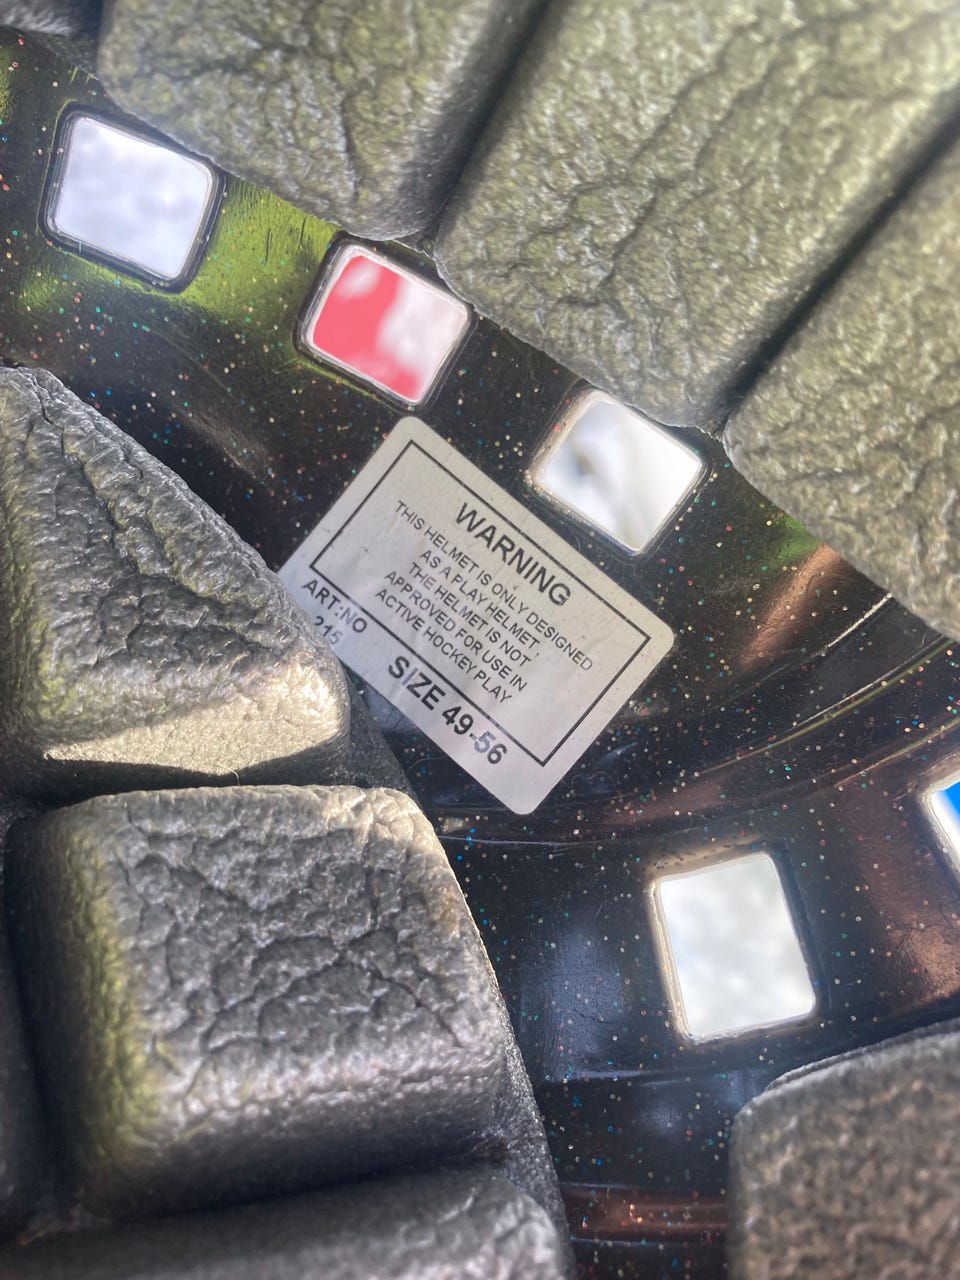 WARNING
THIS HELMET IS ONLY DESIGNED
AS A PLAY HELMET.
THE HELMET IS NOT
APPROVED FOR USE IN
ACTIVE HOCKEY PLAY
ART:NO
215
SIZE 49-56